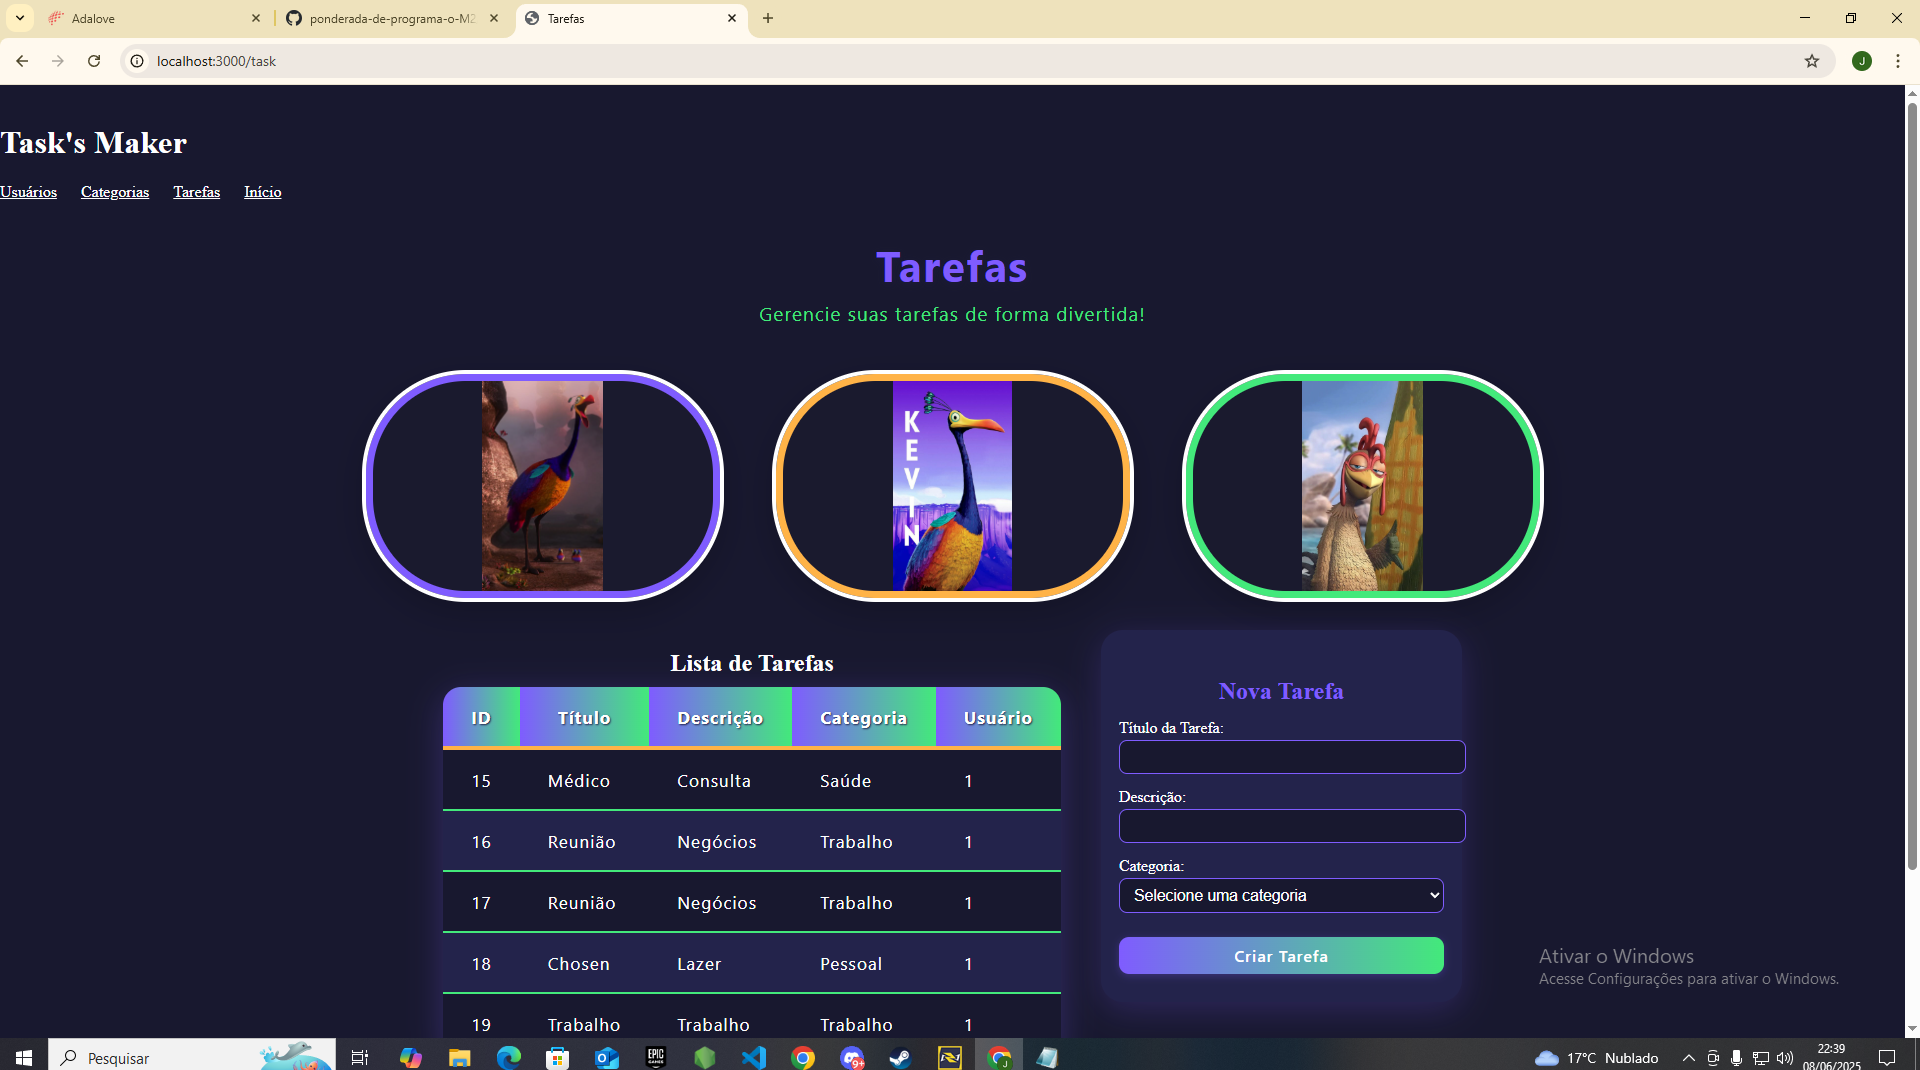 Adalove
ponderada-de-programa-o-M2
Tarefas
localhost:3000/task
J
Task's Maker
Usuários Categorias Tarefas Início
Tarefas
Gerencie suas tarefas de forma divertida!
KEVIN
Lista de Tarefas
ID Título Descrição Categoria Usuário
15 Médico Consulta Saúde 1
16 Reunião Negócios Trabalho 1
17 Reunião Negócios Trabalho 1
18 Chosen Lazer Pessoal 1
19 Trabalho Trabalho Trabalho 1
Nova Tarefa
Título da Tarefa:
Descrição:
Categoria:
Selecione uma categoria
Criar Tarefa
Ativar o Windows
Acesse Configurações para ativar o Windows.
Pesquisar
EPIC
GAMES
9+
J
17°C Nublado
22:39
08/06/2025